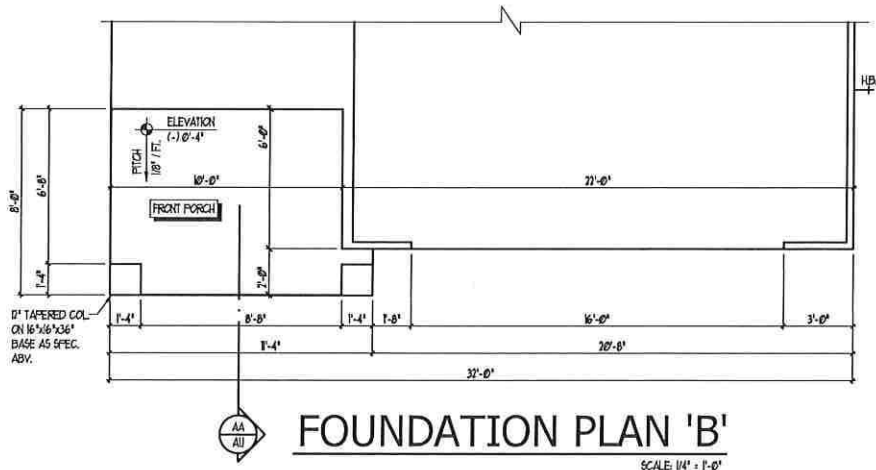 H.B.
ELEVATION
(-) 0'-4"
PITCH
1/8" / FT.
6'-0"
8'-0"
6'-8"
10'-0"
22'-0"
FRONT PORCH
1'-4"
2'-0"
12" TAPERED COL.
ON 16"x16"x36"
BASE AS SPEC.
ABV.
1'-4"
8'-8"
1'-4"
1'-8"
16'-0"
3'-0"
11'-4"
20'-8"
32'-0"
AA
A11
FOUNDATION PLAN 'B'
SCALE: 1/4" = 1'-0"